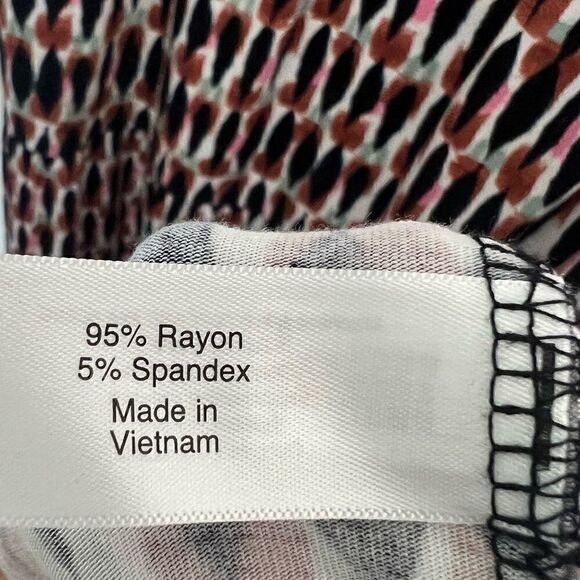 95% Rayon
5% Spandex
Made in
Vietnam